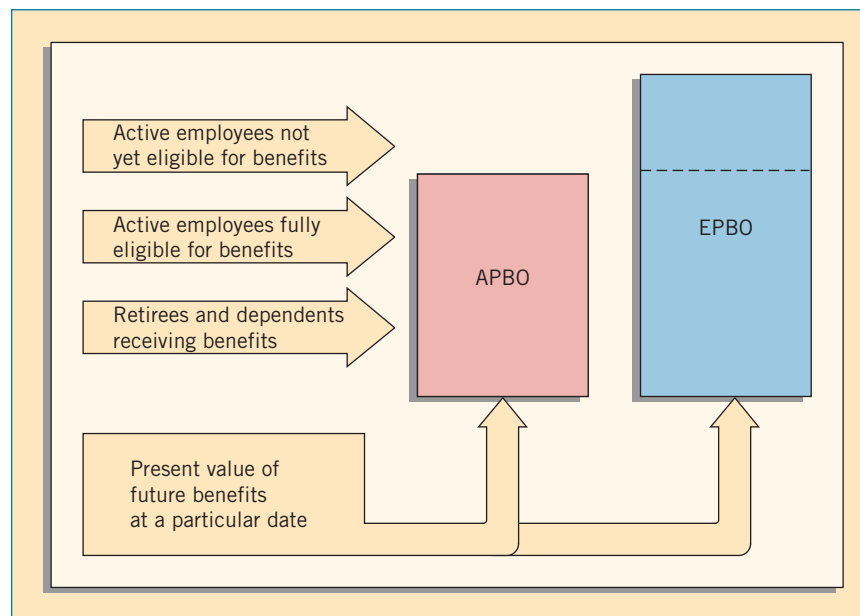 Active employees not
yet eligible for benefits
Active employees fully
eligible for benefits
Retirees and dependents
receiving benefits
APBO
EPBO
Present value of
future benefits
at a particular date